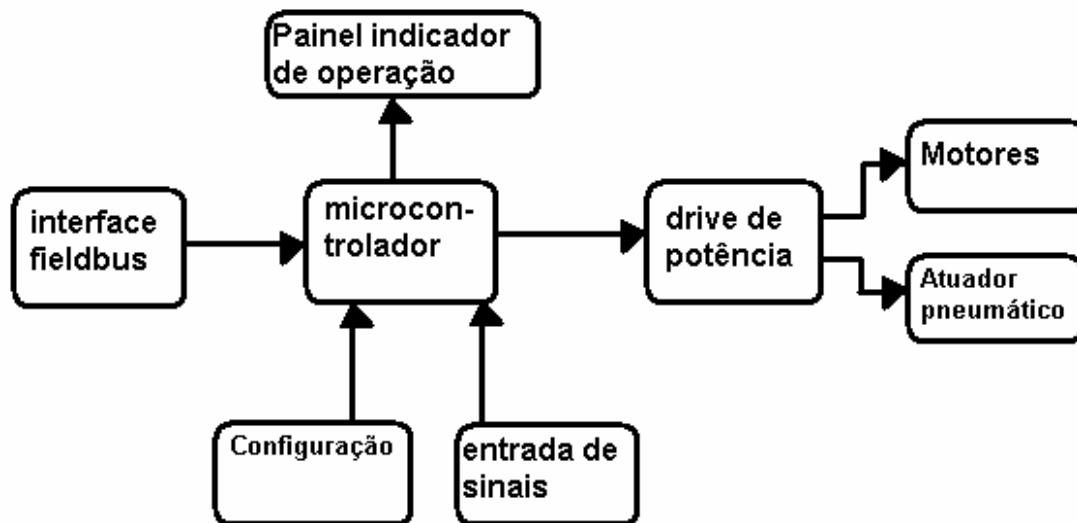 Painel indicador
de operação
interface
fieldbus
microcon-
trolador
drive de
potência
Motores
Atuador
pneumático
Configuração
entrada de
sinais